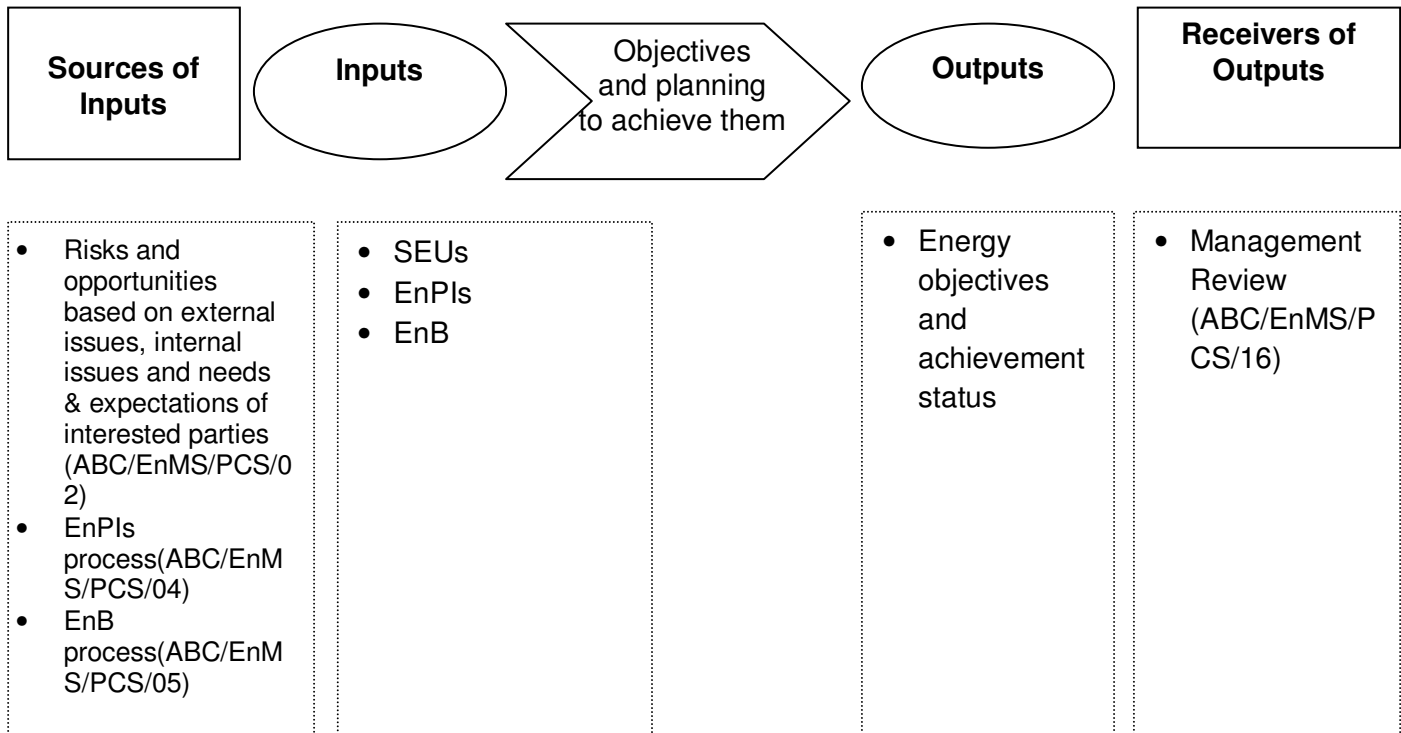 Sources of
Inputs
Inputs
Objectives
and planning
to achieve them
Outputs
Receivers of
Outputs
• Risks and
opportunities
based on external
issues, internal
issues and needs
& expectations of
interested parties
(ABC/EnMS/PCS/0
2)
• EnPIs
process(ABC/EnM
S/PCS/04)
• EnB
process(ABC/EnM
S/PCS/05)
• SEUs
• EnPIs
• EnB
• Energy
objectives
and
achievement
status
• Management
Review
(ABC/EnMS/P
CS/16)